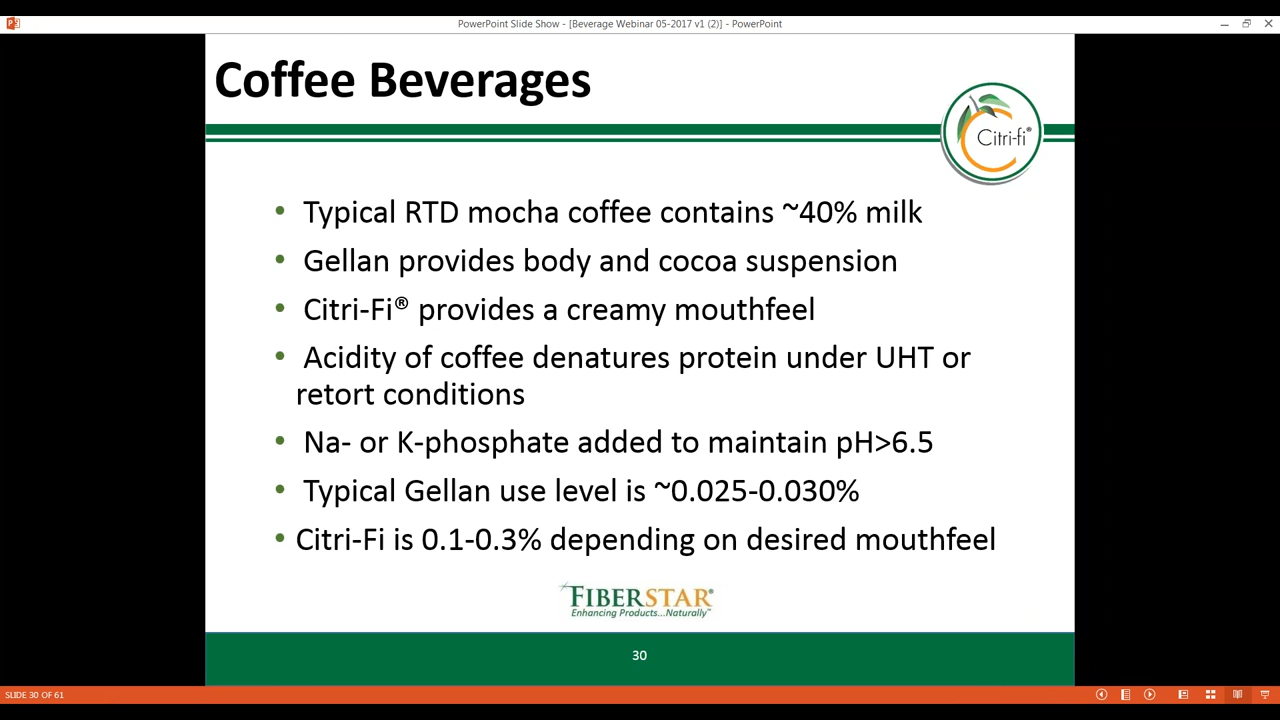 PowerPoint Slide Show - [Beverage Webinar 05-2017 v1 (2)] - PowerPoint
Coffee Beverages
Citri-fi®
• Typical RTD mocha coffee contains ~40% milk
• Gellan provides body and cocoa suspension
• Citri-Fi® provides a creamy mouthfeel
• Acidity of coffee denatures protein under UHT or
retort conditions
• Na- or K-phosphate added to maintain pH>6.5
• Typical Gellan use level is ~0.025-0.030%
• Citri-Fi is 0.1-0.3% depending on desired mouthfeel
FIBERSTAR®
Enhancing Products...Naturally™
30
SLIDE 30 OF 61